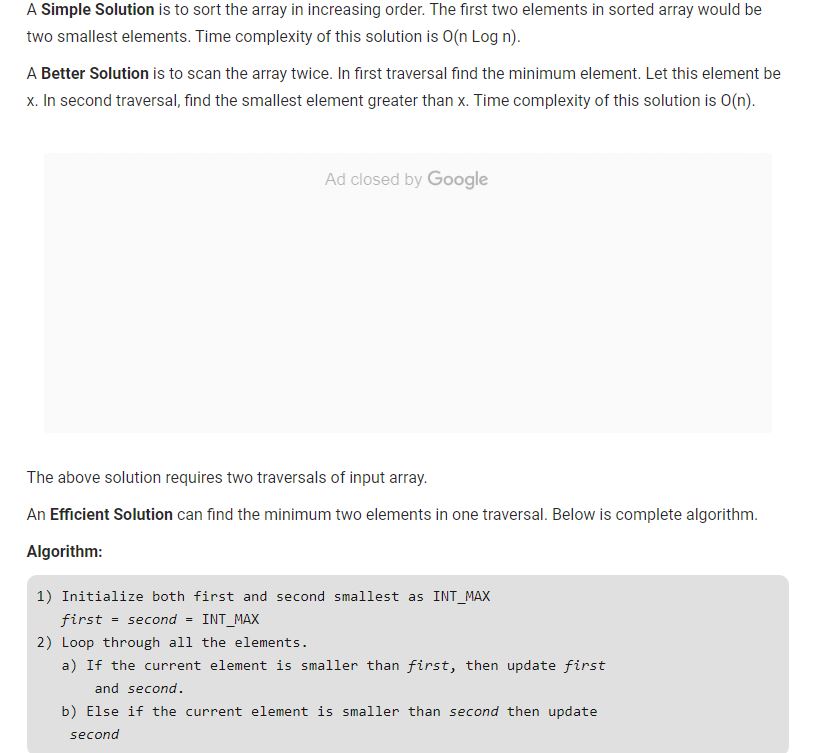 A Simple Solution is to sort the array in increasing order. The first two elements in sorted array would be
two smallest elements. Time complexity of this solution is O(n Log n).
A Better Solution is to scan the array twice. In first traversal find the minimum element. Let this element be
x. In second traversal, find the smallest element greater than x. Time complexity of this solution is O(n).
Ad closed by Google
The above solution requires two traversals of input array.
An Efficient Solution can find the minimum two elements in one traversal. Below is complete algorithm.
Algorithm:
1) Initialize both first and second smallest as INT_MAX
first = second = INT_MAX
2) Loop through all the elements.
a) If the current element is smaller than first, then update first
and second.
b) Else if the current element is smaller than second then update
second